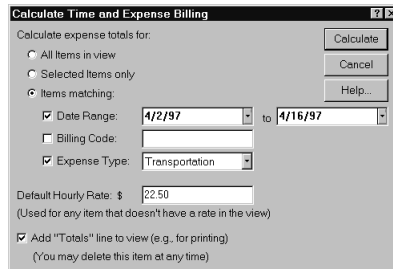 Calculate Time and Expense Billing
Calculate expense totals for:
All Items in view
Selected Items only
Items matching:
Date Range: 4/2/97 to 4/16/97
Billing Code:
Expense Type: Transportation
Default Hourly Rate: $ 22.50
(Used for any item that doesn't have a rate in the view)
Add "Totals" line to view (e.g., for printing)
(You may delete this item at any time)
Calculate
Cancel
Help...